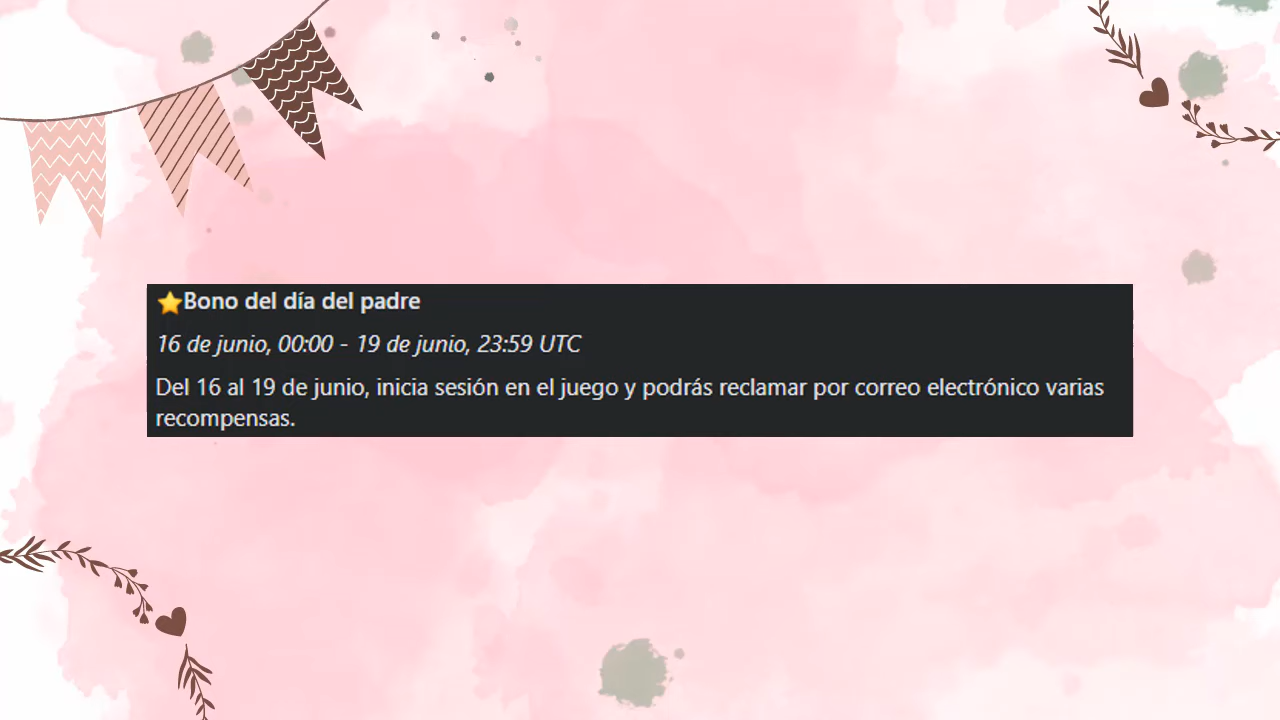 ⭐Bono del día del padre
16 de junio, 00:00 - 19 de junio, 23:59 UTC
Del 16 al 19 de junio, inicia sesión en el juego y podrás reclamar por correo electrónico varias
recompensas.